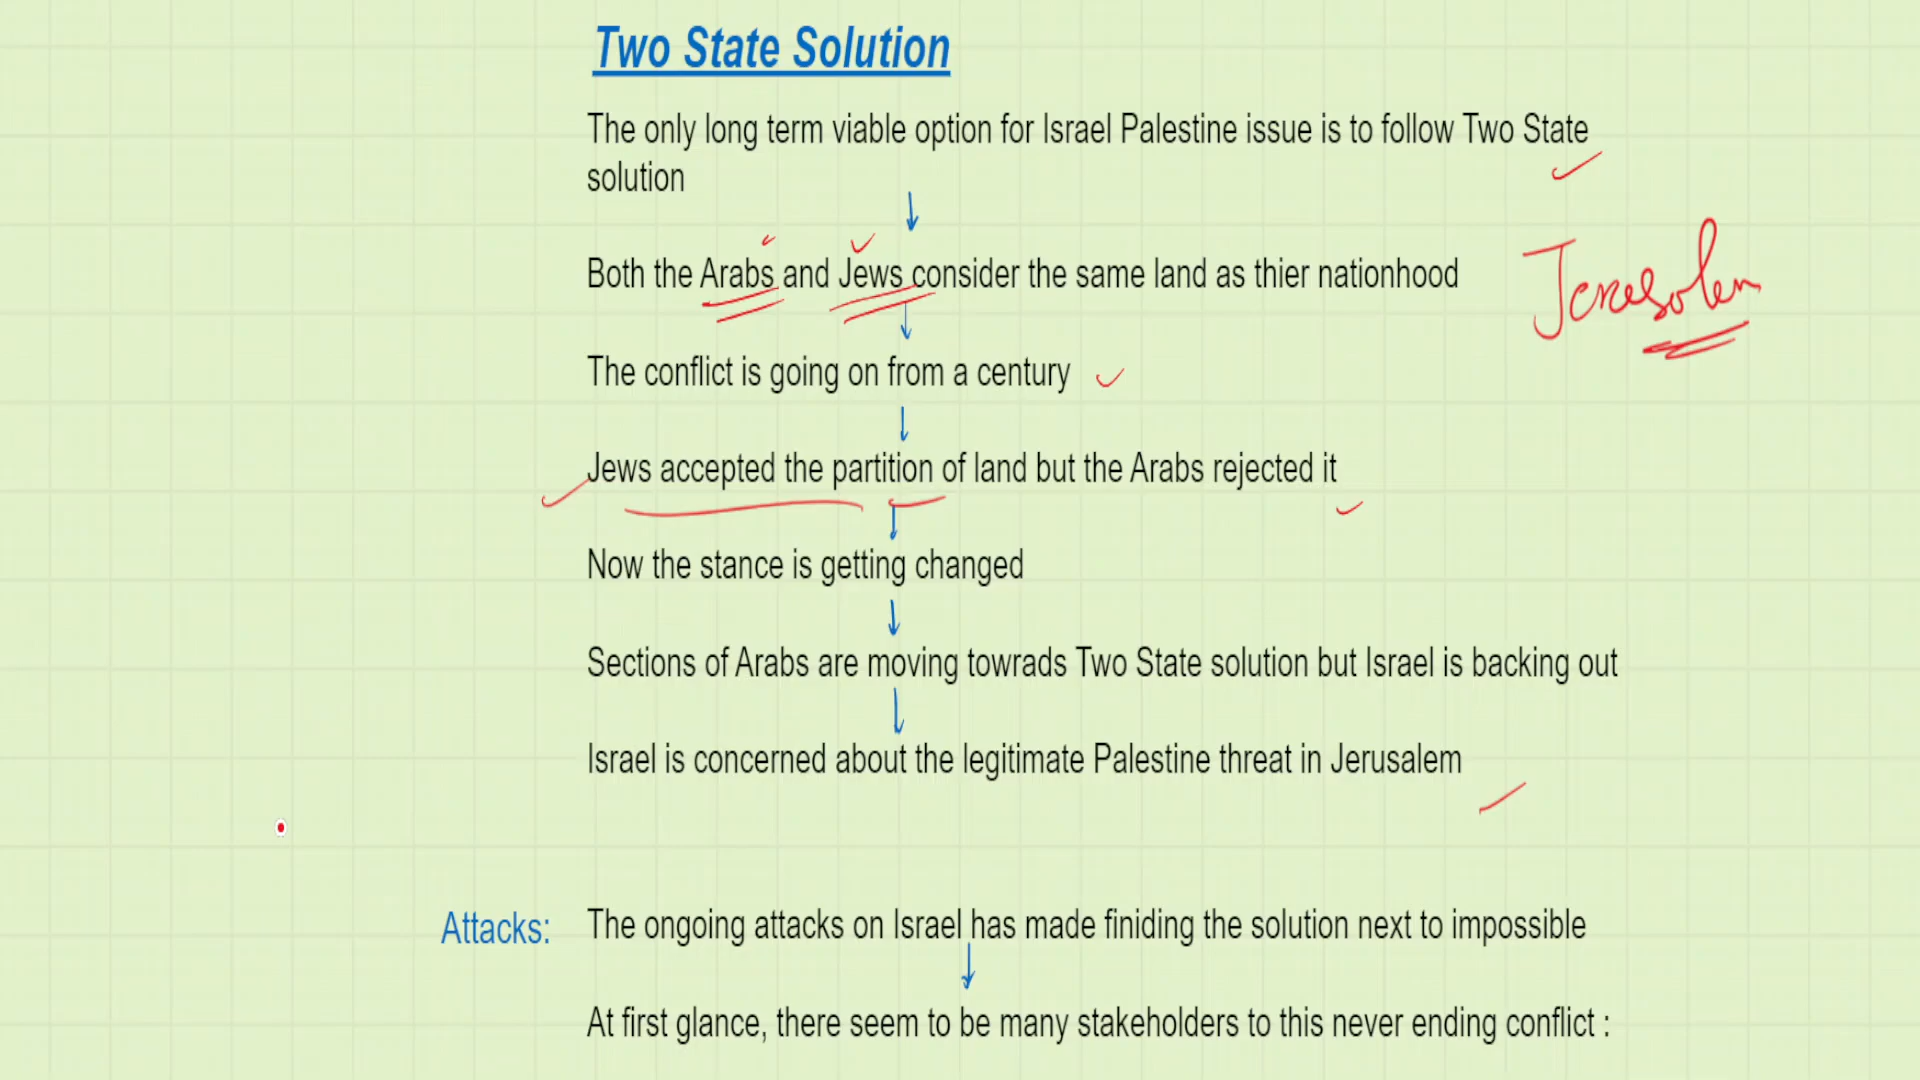 Two State Solution
The only long term viable option for Israel Palestine issue is to follow Two State
solution
Both the Arabs and Jews consider the same land as thier nationhood
Jeresolem
The conflict is going on from a century
Jews accepted the partition of land but the Arabs rejected it
Now the stance is getting changed
Sections of Arabs are moving towrads Two State solution but Israel is backing out
Israel is concerned about the legitimate Palestine threat in Jerusalem
Attacks: The ongoing attacks on Israel has made finiding the solution next to impossible
At first glance, there seem to be many stakeholders to this never ending conflict :